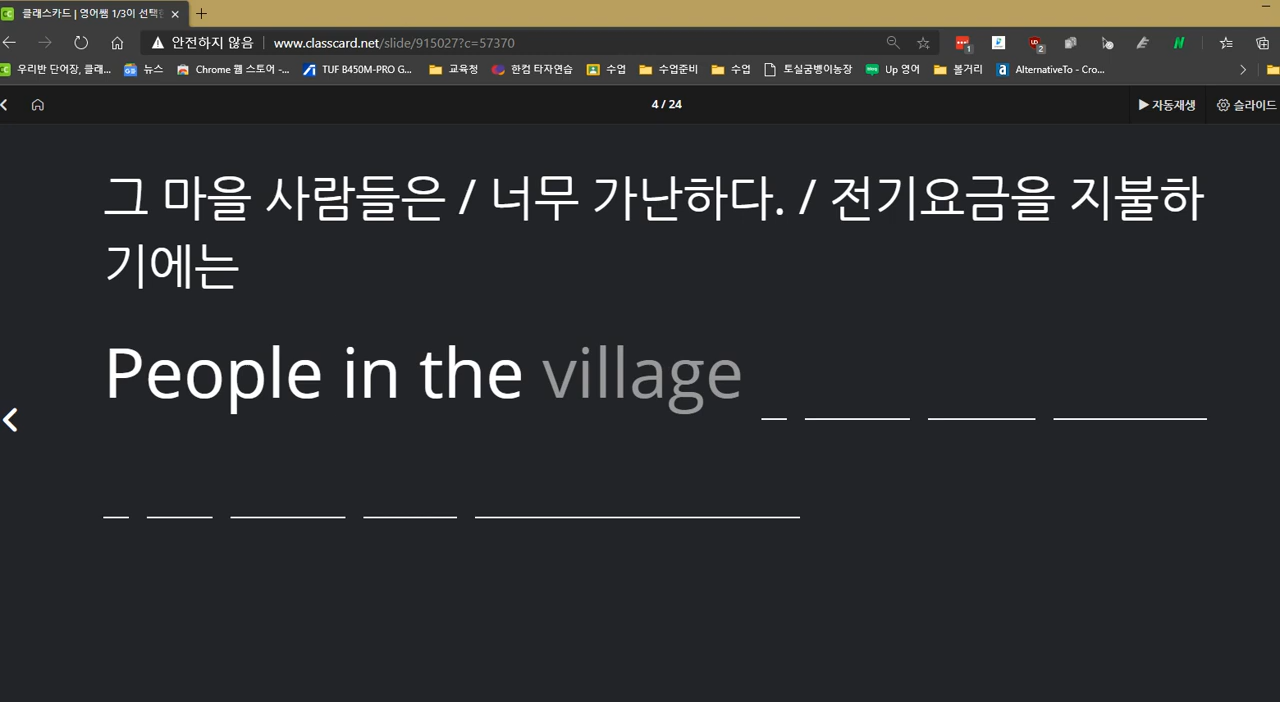 클래스카드 | 영어쌤 1/3이 선택한
안전하지 않음 | www.classcard.net/slide/915027?c=57370
우리반 단어장, 클래... 뉴스 Chrome 웹 스토어 -... TUF B450M-PRO G... 교육청 한컴 타자연습 수업 수업준비 수업 토실굼벵이농장 Up 영어 볼거리 AlternativeTo - Cro...
4 / 24 자동재생 슬라이드
그 마을 사람들은 / 너무 가난하다. / 전기요금을 지불하
기에는
People in the village